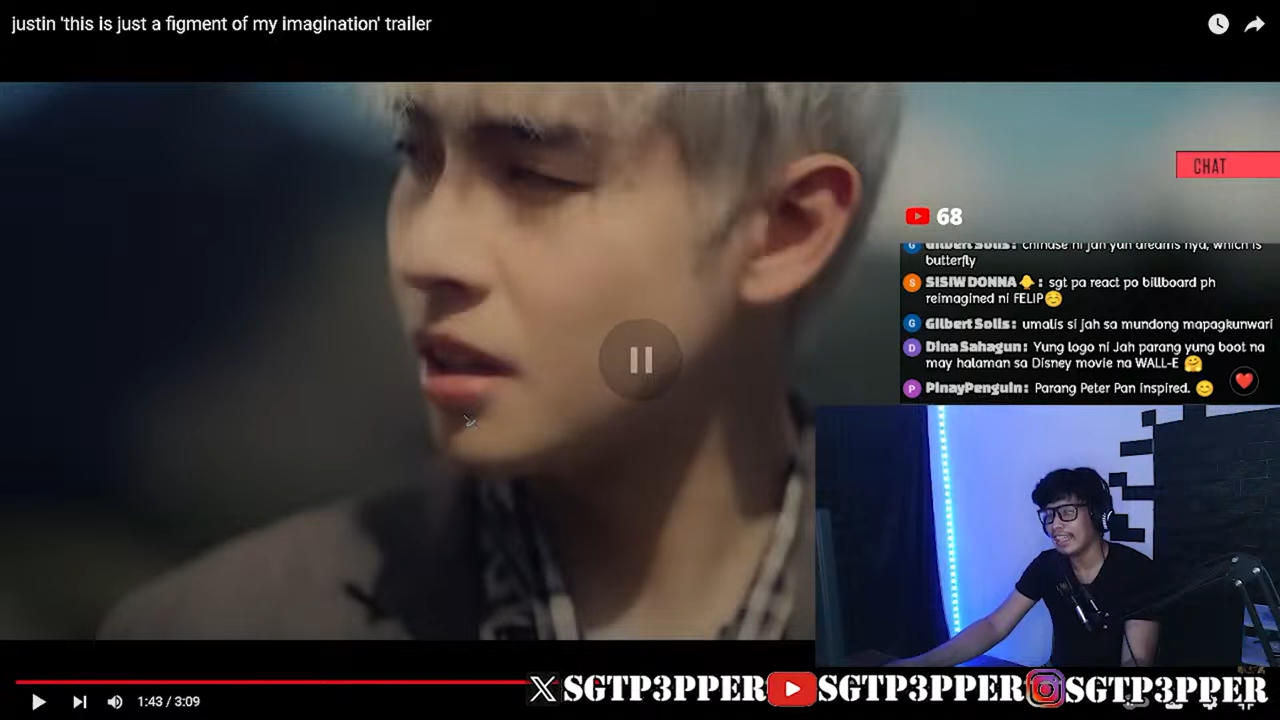 justin 'this is just a figment of my imagination' trailer
CHAT
68
Gilbert Solis: chinase ni jah yun dreams nya, which is
butterfly
SISIW DONNA🐥: sgt pa react po billboard ph
reimagined ni FELIP☺️
Gilbert Solis: umalis si jah sa mundong mapagkunwari
Dina Sahagun: Yung logo ni Jah parang yung boot na
may halaman sa Disney movie na WALL-E 🤗
PinayPenguin: Parang Peter Pan inspired. 😊
SGTP3PPER SGTP3PPER SGTP3PPER
1:43 / 3:09